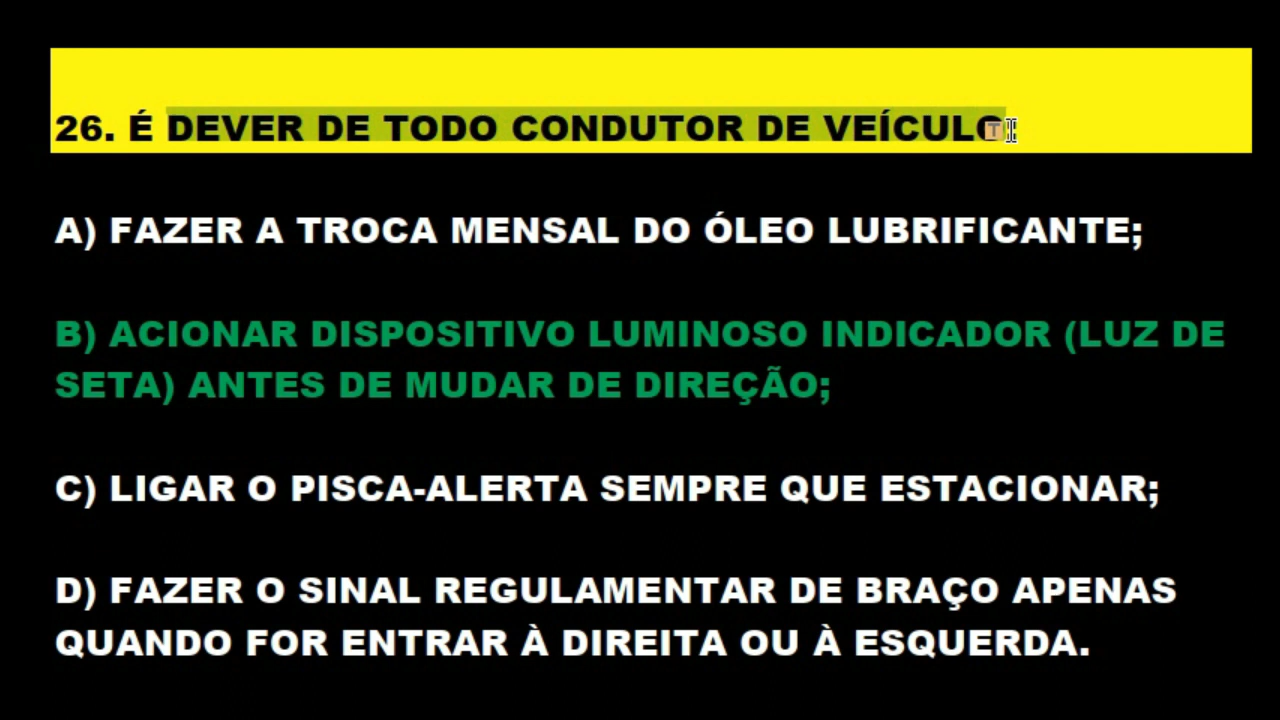 26. É DEVER DE TODO CONDUTOR DE VEÍCULO
A) FAZER A TROCA MENSAL DO ÓLEO LUBRIFICANTE;
B) ACIONAR DISPOSITIVO LUMINOSO INDICADOR (LUZ DE
SETA) ANTES DE MUDAR DE DIREÇÃO;
C) LIGAR O PISCA-ALERTA SEMPRE QUE ESTACIONAR;
D) FAZER O SINAL REGULAMENTAR DE BRAÇO APENAS
QUANDO FOR ENTRAR À DIREITA OU À ESQUERDA.